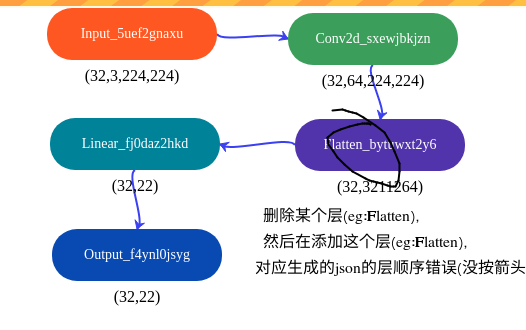 Input_5uef2gnaxu
Conv2d_sxewjbkjzn
(32,3,224,224)
(32,64,224,224)
Linear_fj0daz2hkd
Flatten_bytuwxt2y6
(32,22)
(32,3211264)
删除某个层(eg:Flatten),
然后在添加这个层(eg:Flatten),
对应生成的json的层顺序错误(没按箭头
Output_f4ynl0jsyg
(32,22)